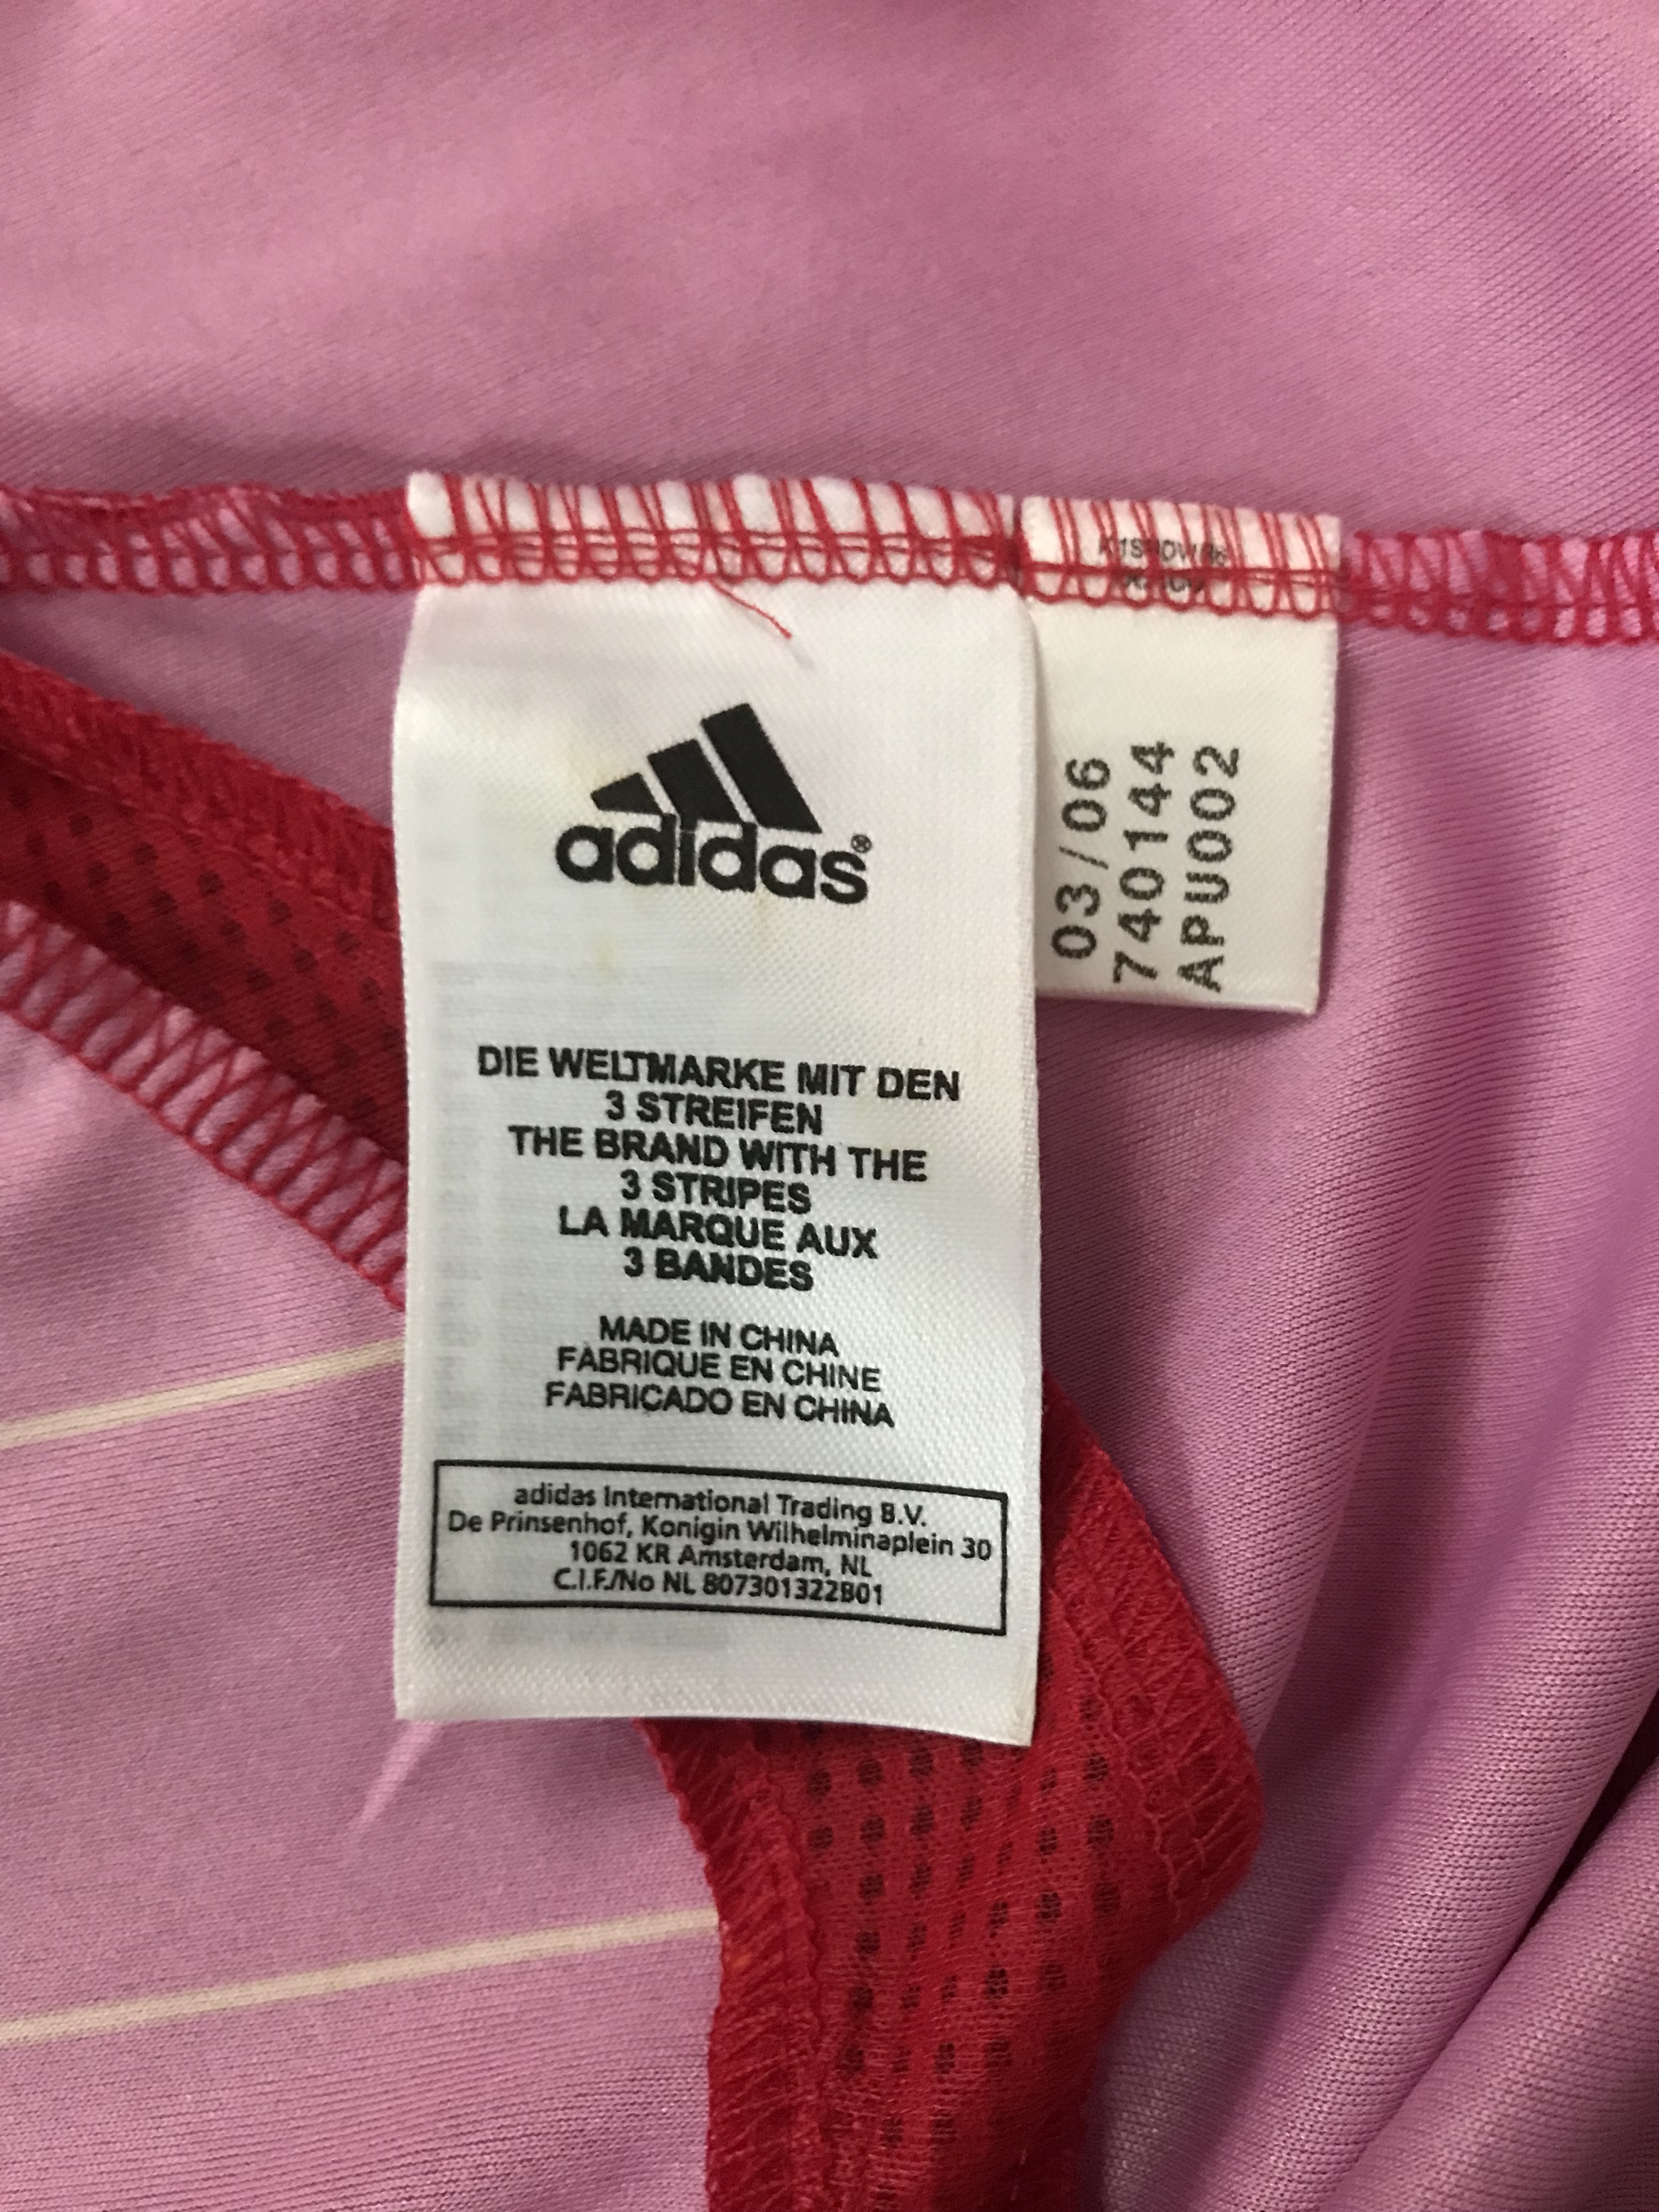 adidas®
DIE WELTMARKE MIT DEN
3 STREIFEN
THE BRAND WITH THE
3 STRIPES
LA MARQUE AUX
3 BANDES
MADE IN CHINA
FABRIQUE EN CHINE
FABRICADO EN CHINA
adidas International Trading B.V.
De Prinsenhof, Konigin Wilhelminaplein 30
1062 KR Amsterdam, NL
C.I.F./No NL 807301322B01
03/06
740144
APU002